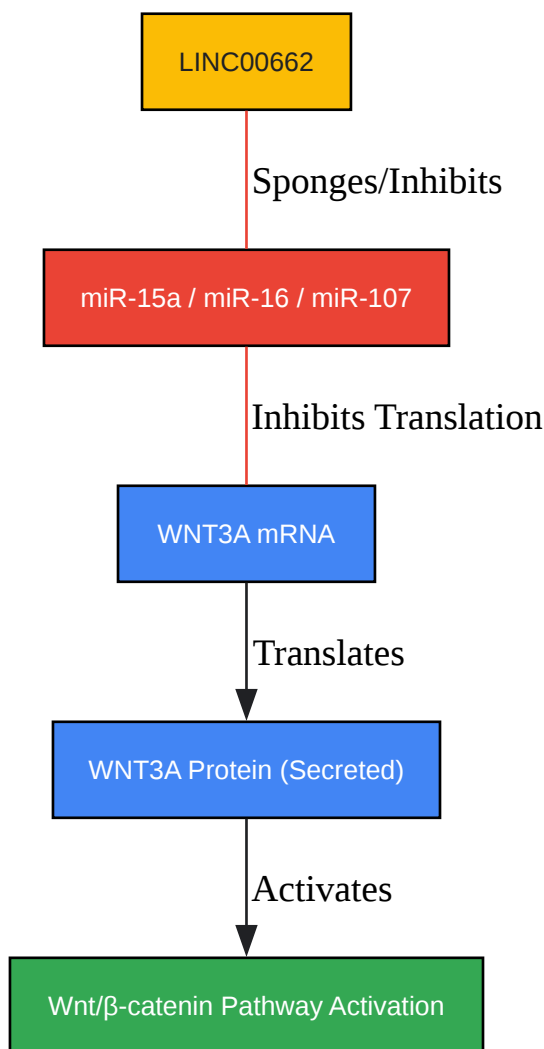 LINC00662
Sponges/Inhibits
miR-15a / miR-16 / miR-107
Inhibits Translation
WNT3A mRNA
Translates
WNT3A Protein (Secreted)
Activates
Wnt/β-catenin Pathway Activation